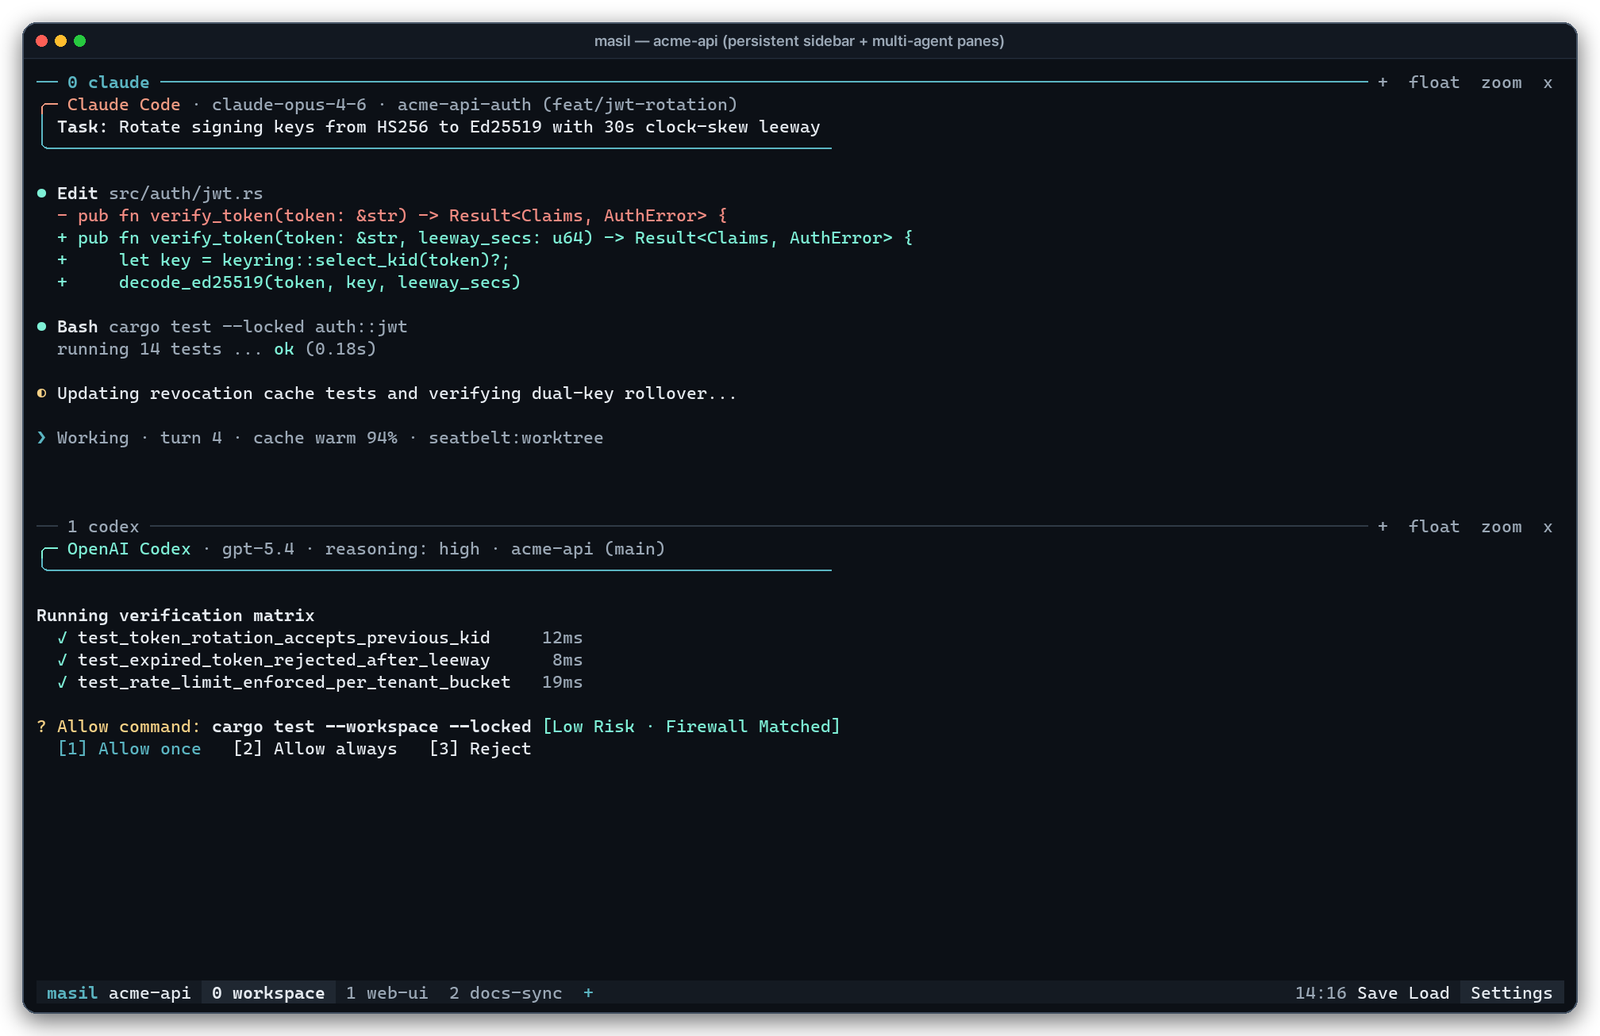 masil — acme-api (persistent sidebar + multi-agent panes)
0 claude + float zoom x
Claude Code · claude-opus-4-6 · acme-api-auth (feat/jwt-rotation)
Task: Rotate signing keys from HS256 to Ed25519 with 30s clock-skew leeway
● Edit src/auth/jwt.rs
- pub fn verify_token(token: &str) -> Result<Claims, AuthError> {
+ pub fn verify_token(token: &str, leeway_secs: u64) -> Result<Claims, AuthError> {
+     let key = keyring::select_kid(token)?;
+     decode_ed25519(token, key, leeway_secs)
● Bash cargo test --locked auth::jwt
running 14 tests ... ok (0.18s)
◐ Updating revocation cache tests and verifying dual-key rollover...
❯ Working · turn 4 · cache warm 94% · seatbelt:worktree
1 codex + float zoom x
OpenAI Codex · gpt-5.4 · reasoning: high · acme-api (main)
Running verification matrix
✓ test_token_rotation_accepts_previous_kid 12ms
✓ test_expired_token_rejected_after_leeway 8ms
✓ test_rate_limit_enforced_per_tenant_bucket 19ms
? Allow command: cargo test --workspace --locked [Low Risk · Firewall Matched]
[1] Allow once [2] Allow always [3] Reject
masil acme-api 0 workspace 1 web-ui 2 docs-sync + 14:16 Save Load Settings